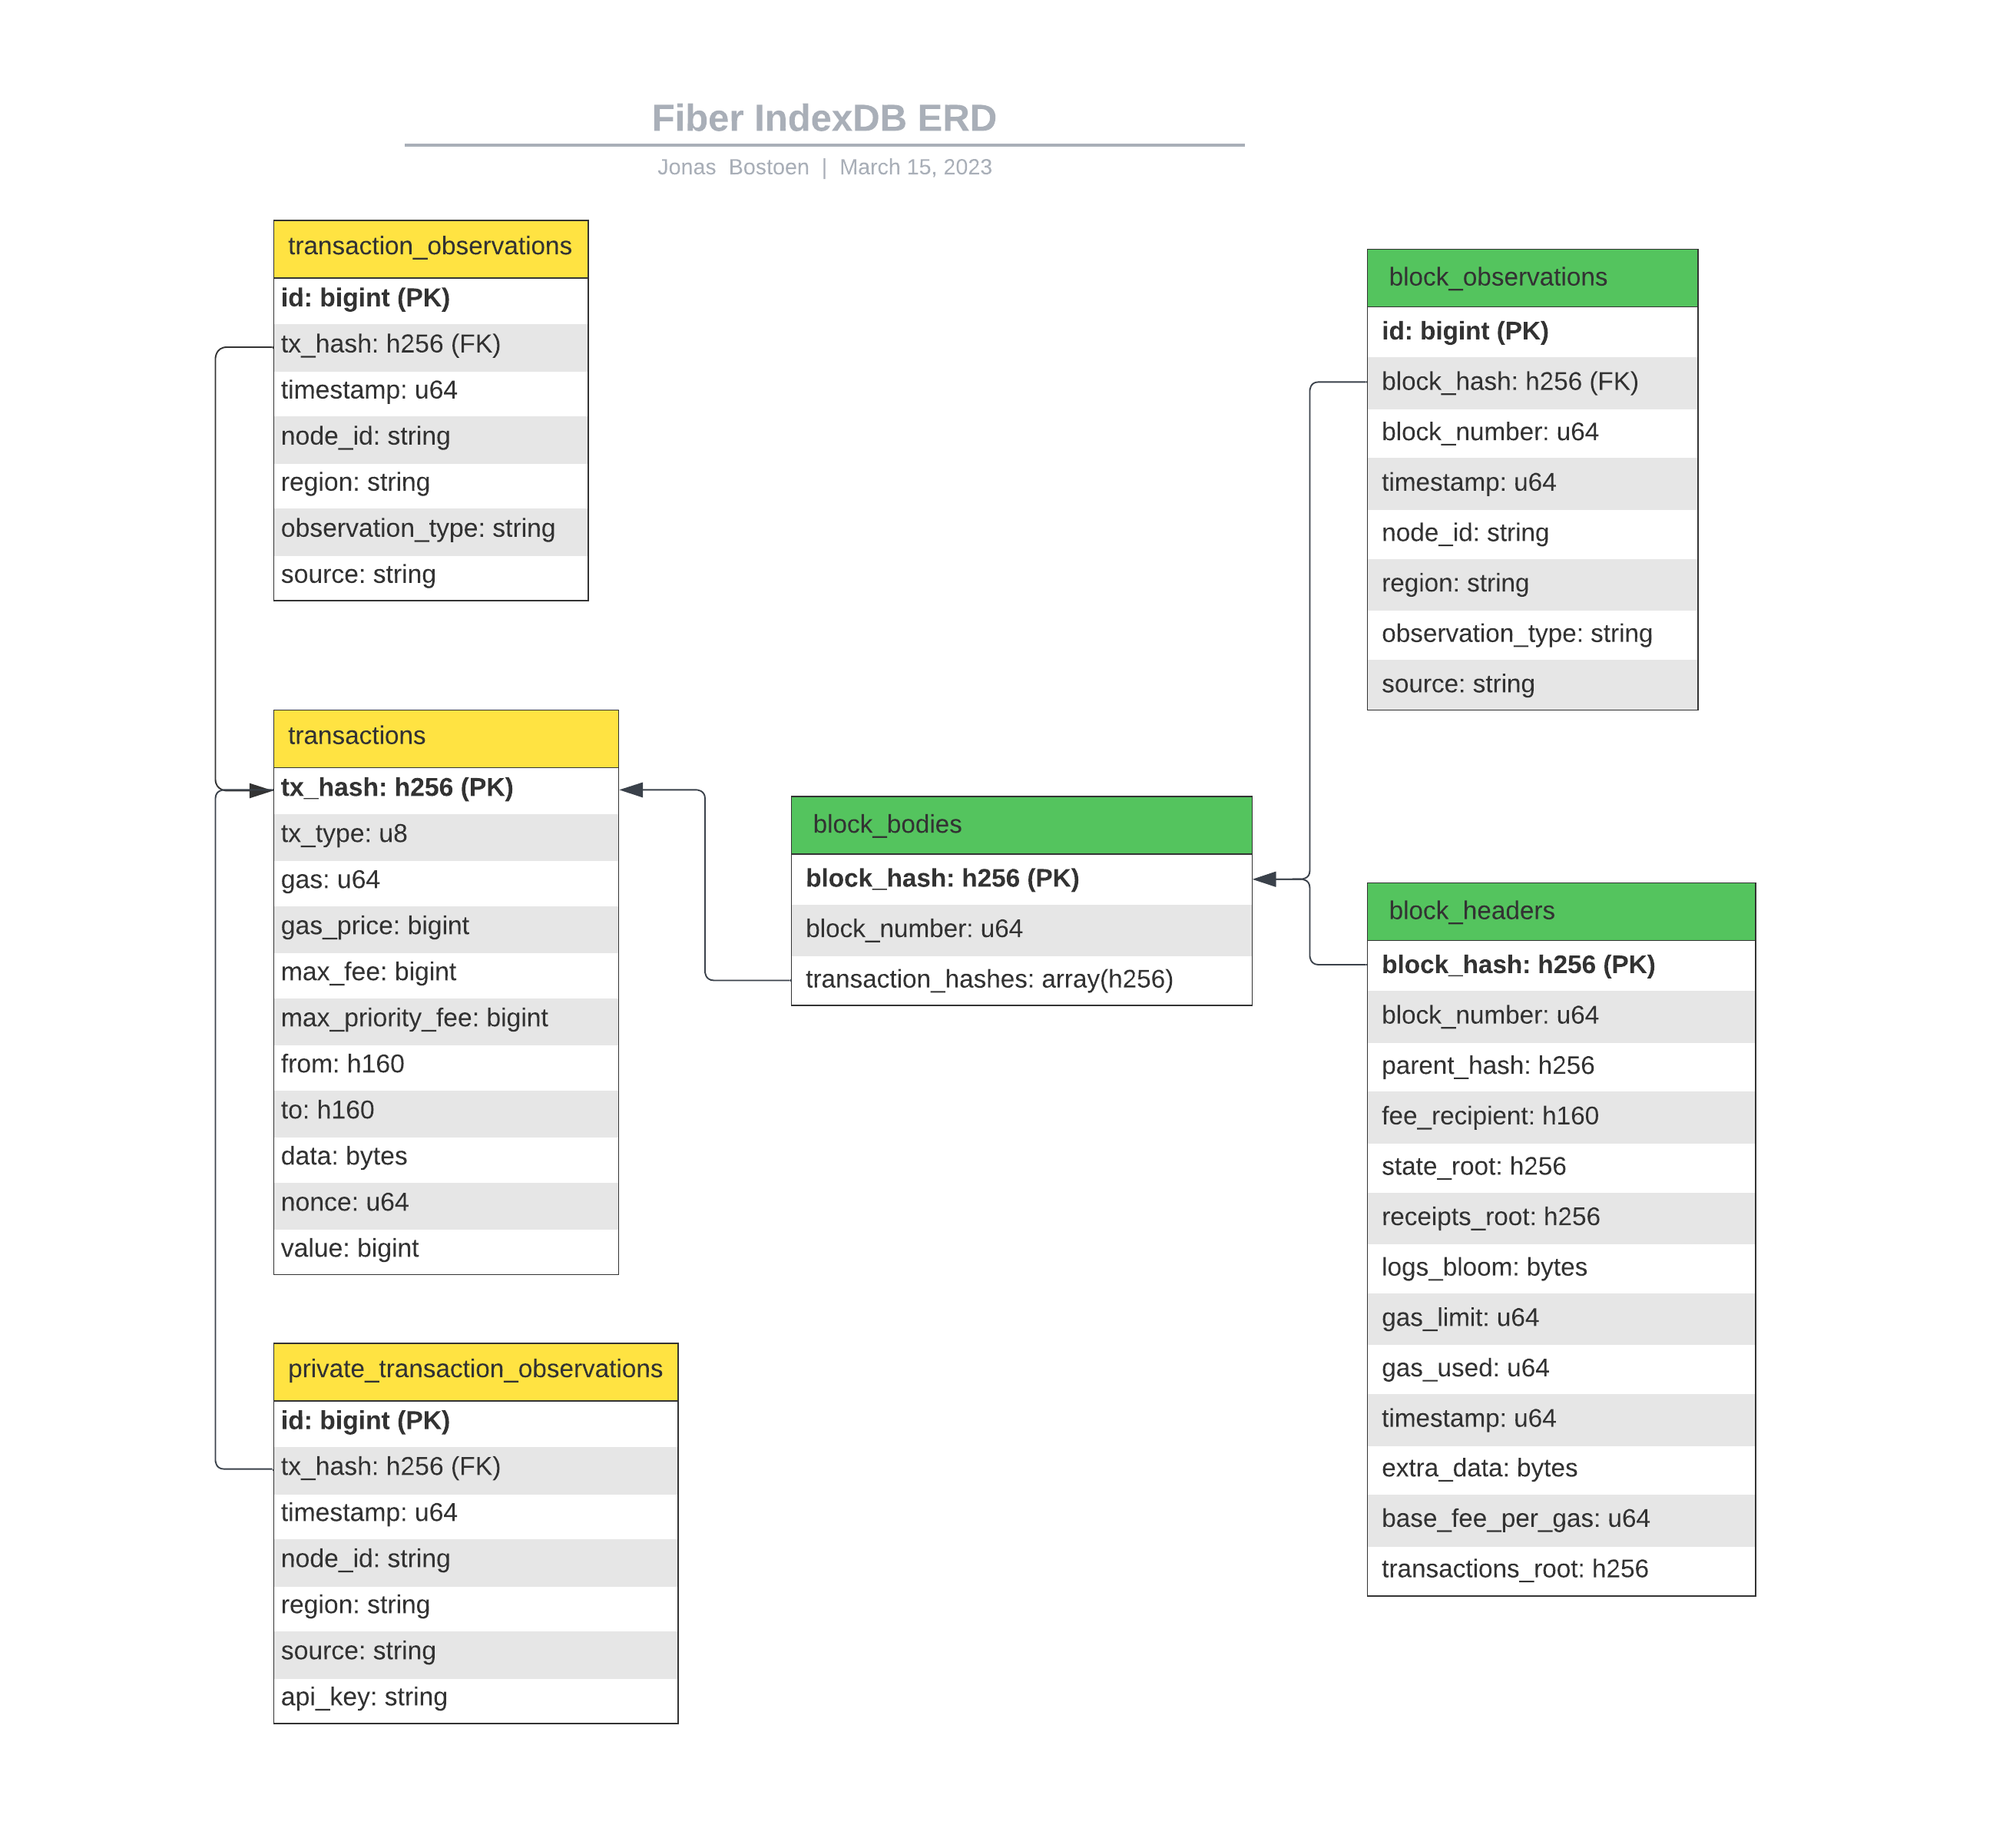 Fiber IndexDB ERD
Jonas Bostoen | March 15, 2023
transaction_observations
id: bigint (PK)
tx_hash: h256 (FK)
timestamp: u64
node_id: string
region: string
observation_type: string
source: string
transactions
tx_hash: h256 (PK)
tx_type: u8
gas: u64
gas_price: bigint
max_fee: bigint
max_priority_fee: bigint
from: h160
to: h160
data: bytes
nonce: u64
value: bigint
private_transaction_observations
id: bigint (PK)
tx_hash: h256 (FK)
timestamp: u64
node_id: string
region: string
source: string
api_key: string
block_bodies
block_hash: h256 (PK)
block_number: u64
transaction_hashes: array(h256)
block_observations
id: bigint (PK)
block_hash: h256 (FK)
block_number: u64
timestamp: u64
node_id: string
region: string
observation_type: string
source: string
block_headers
block_hash: h256 (PK)
block_number: u64
parent_hash: h256
fee_recipient: h160
state_root: h256
receipts_root: h256
logs_bloom: bytes
gas_limit: u64
gas_used: u64
timestamp: u64
extra_data: bytes
base_fee_per_gas: u64
transactions_root: h256